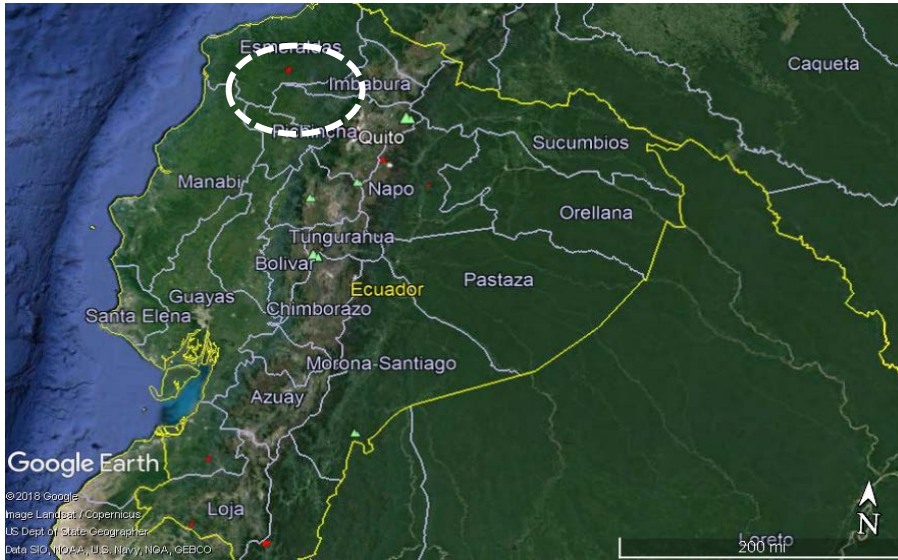 Esmeraldas
Imbabura
Caqueta
Pichincha
Quito
Sucumbios
Manabi
Napo
Orellana
Tungurahua
Bolivar
Pastaza
Ecuador
Guayas
Chimborazo
Santa Elena
Morona-Santiago
Azuay
Google Earth
©2018 Google
Image Landsat / Copernicus
US Dept of State Geographer
Data SIO, NOAA, U.S. Navy, NGA, GEBCO
Loja
N
Loreto
200 mi